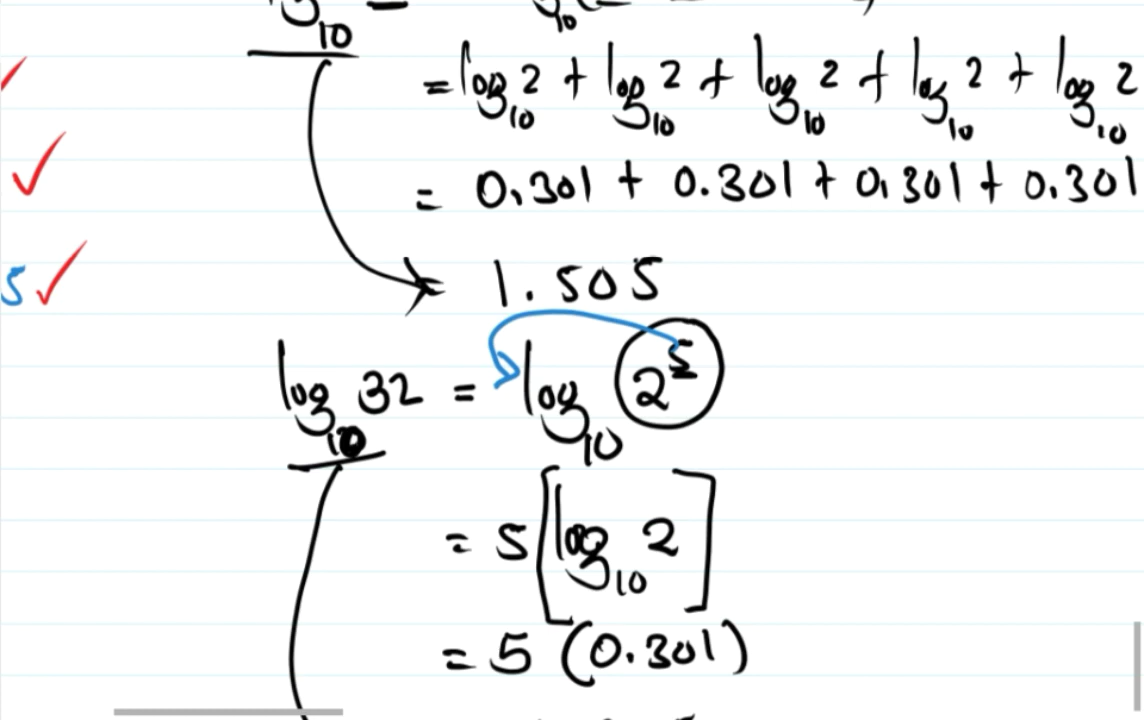 = log₁₀ 2 + log₁₀ 2 + log₁₀ 2 + log₁₀ 2 + log₁₀ 2
= 0.301 + 0.301 + 0.301 + 0.301
1.505
5
log₁₀ 32 = log₁₀ 2⁵
= 5 [log₁₀ 2]
= 5 (0.301)